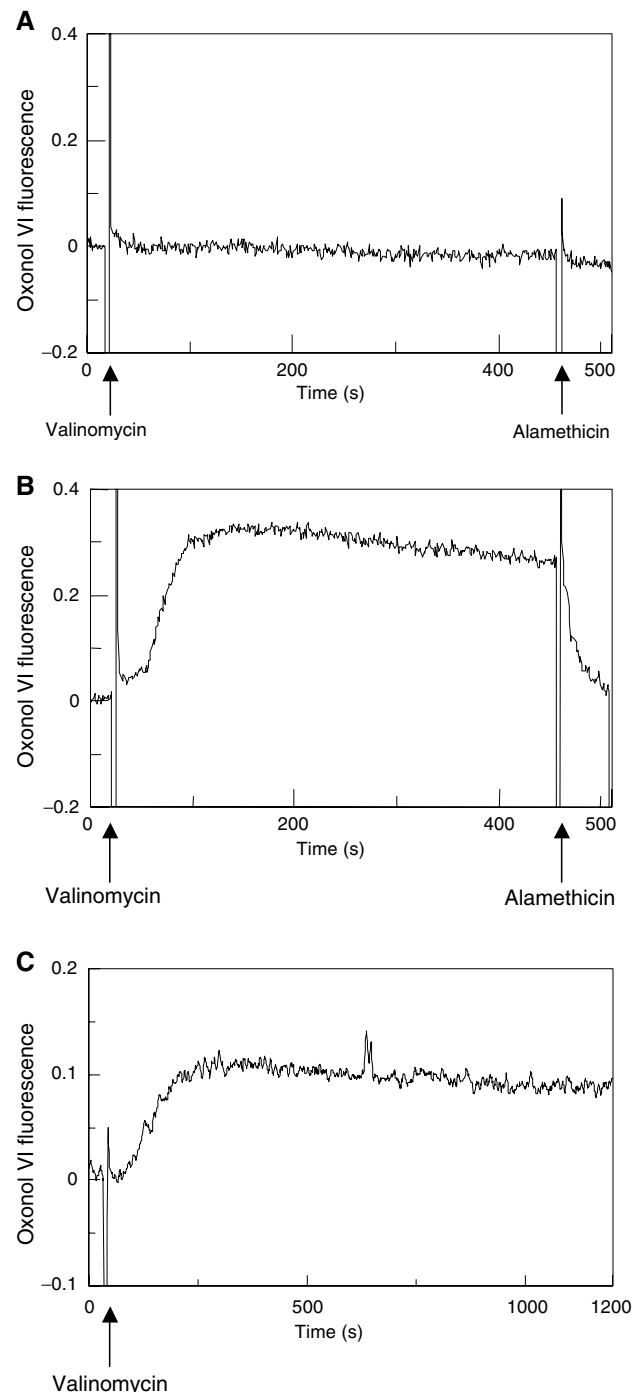 A
Oxonol VI fluorescence
0.4
0.2
0
−0.2
0
200
400
500
Time (s)
Valinomycin
Alamethicin
B
Oxonol VI fluorescence
0.4
0.2
0
−0.2
0
200
400
500
Time (s)
Valinomycin
Alamethicin
C
Oxonol VI fluorescence
0.2
0.1
0
−0.1
0
500
1000
1200
Time (s)
Valinomycin